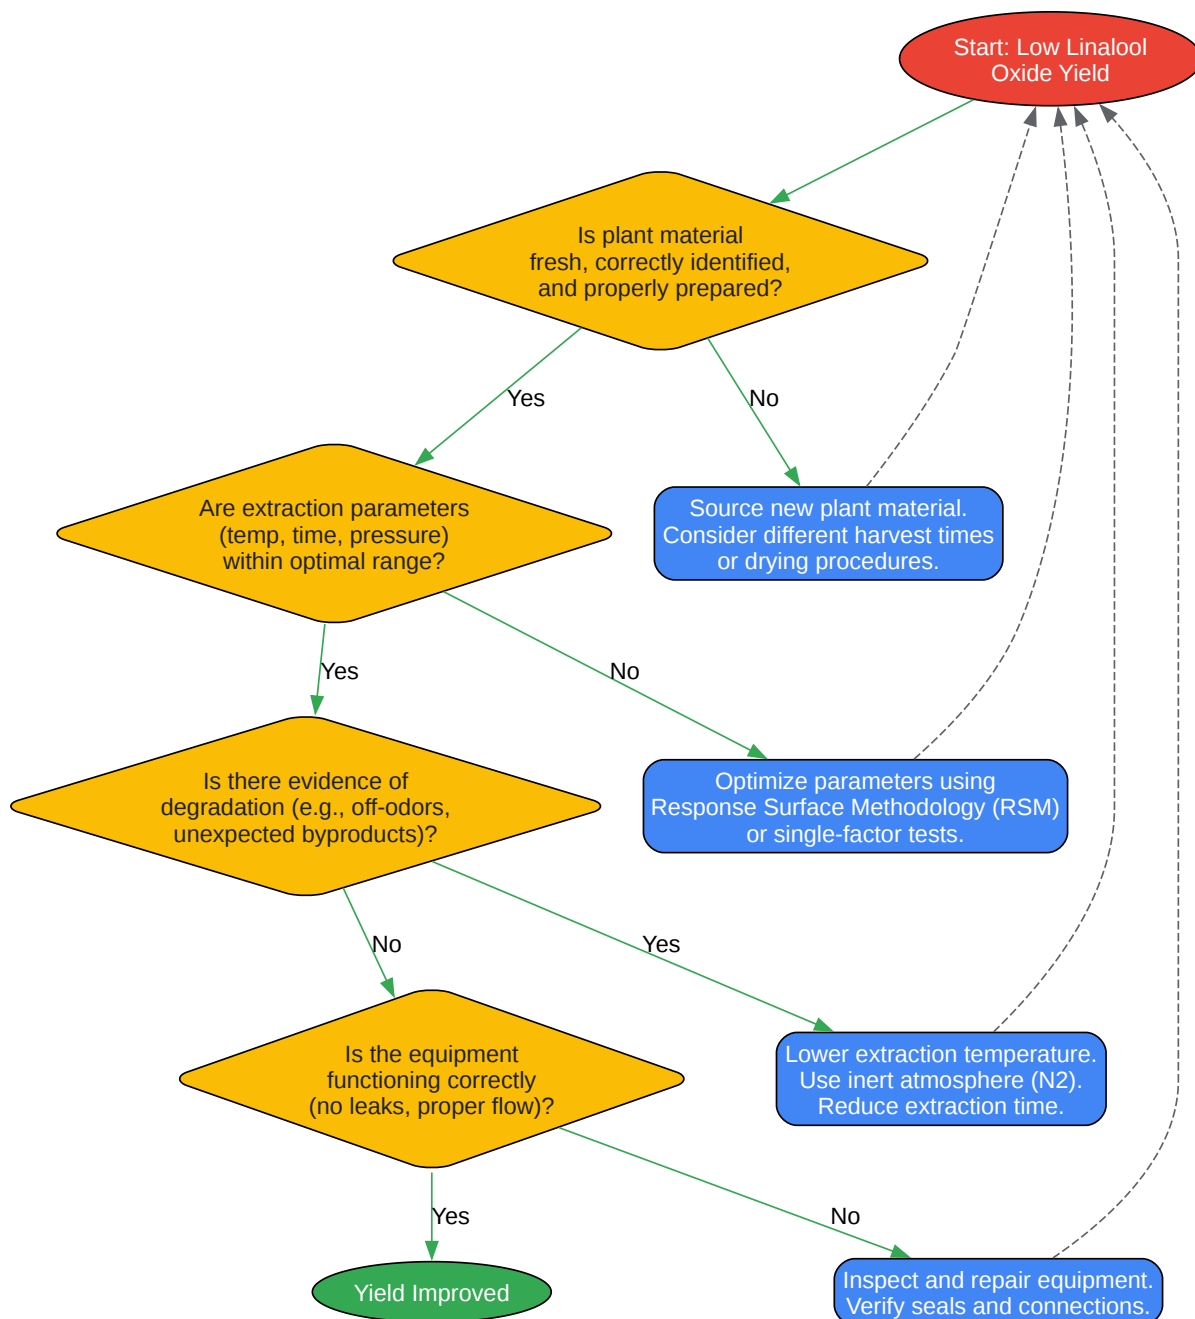 Start: Low Linalool
Oxide Yield
Is plant material
fresh, correctly identified,
and properly prepared?
Yes
No
Are extraction parameters
(temp, time, pressure)
within optimal range?
Source new plant material.
Consider different harvest times
or drying procedures.
Yes
No
Is there evidence of
degradation (e.g., off-odors,
unexpected byproducts)?
Optimize parameters using
Response Surface Methodology (RSM)
or single-factor tests.
No
Yes
Is the equipment
functioning correctly
(no leaks, proper flow)?
Lower extraction temperature.
Use inert atmosphere (N2).
Reduce extraction time.
Yes
No
Yield Improved
Inspect and repair equipment.
Verify seals and connections.